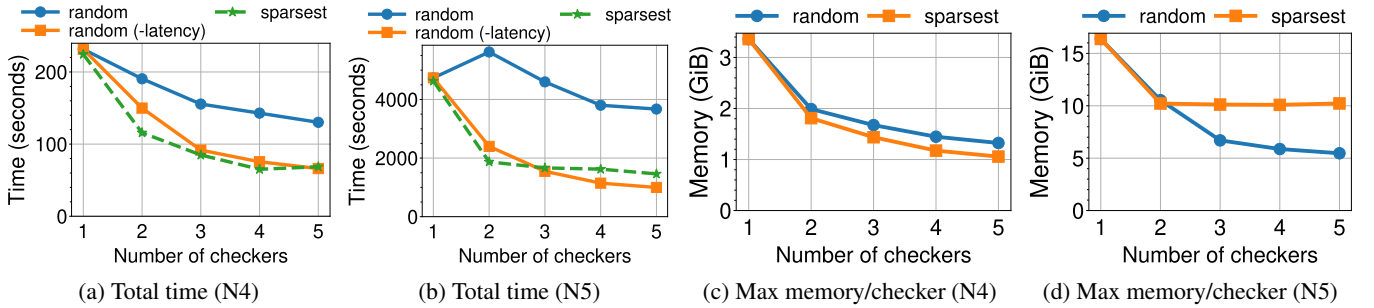 random
sparsest
random (-latency)
Time (seconds)
200
100
0
1 2 3 4 5
Number of checkers
(a) Total time (N4)
random
sparsest
random (-latency)
Time (seconds)
4000
2000
0
1 2 3 4 5
Number of checkers
(b) Total time (N5)
random
sparsest
Memory (GiB)
3
2
1
0
1 2 3 4 5
Number of checkers
(c) Max memory/checker (N4)
random
sparsest
Memory (GiB)
15
10
5
0
1 2 3 4 5
Number of checkers
(d) Max memory/checker (N5)